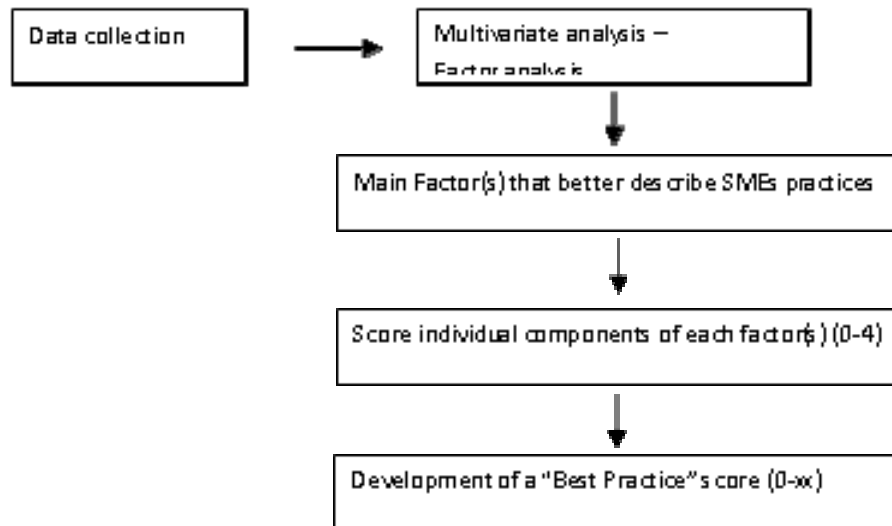 Data collection
Multivariate analysis –
Factor analysis
Main Factor(s) that better describe SMEs practices
Score individual components of each factor(s) (0-4)
Development of a "Best Practice" score (0-xx)